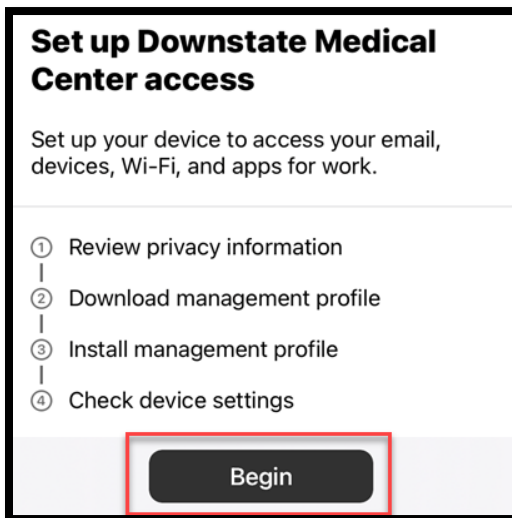 Set up Downstate Medical
Center access
Set up your device to access your email,
devices, Wi-Fi, and apps for work.
1 Review privacy information
2 Download management profile
3 Install management profile
4 Check device settings
Begin